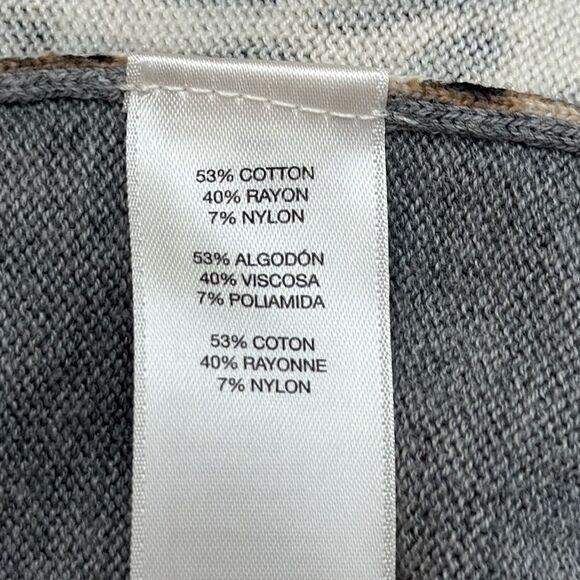 53% COTTON
40% RAYON
7% NYLON
53% ALGODÓN
40% VISCOSA
7% POLIAMIDA
53% COTON
40% RAYONNE
7% NYLON